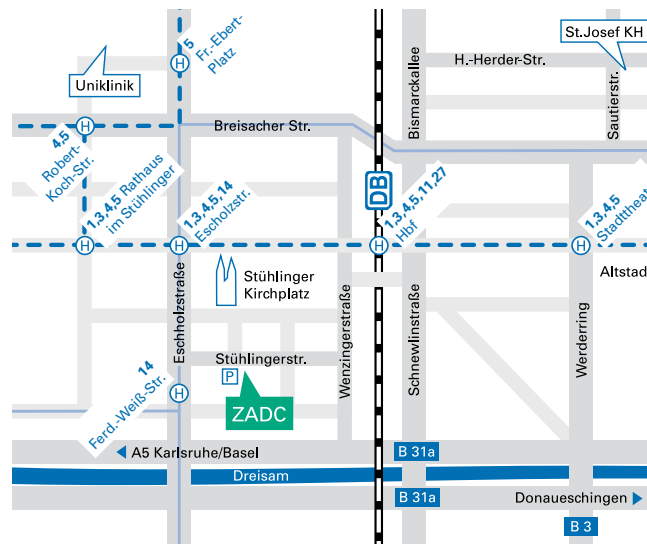 5
Fr.-Ebert-
Platz
St.Josef KH
H.-Herder-Str.
Uniklinik
Bismarckallee
Sautierstr.
Breisacher Str.
4,5
Robert-
Koch-Str.
H
H
DB
1,3,4,5 Rathaus
im Stühlinger
1,3,4,5,14
Escholzstr.
1,3,4,5,11,27
Hbf
1,3,4,5
Stadttheat
H
H
H
H
Altstad
Stühlinger
Kirchplatz
Eschholzstraße
Wenzingerstraße
Schnewlinstraße
Werderring
Stühlingerstr.
P
14
Ferd.-Weiß-Str.
H
ZADC
A5 Karlsruhe/Basel
B 31a
Dreisam
B 31a
Donaueschingen
B 3